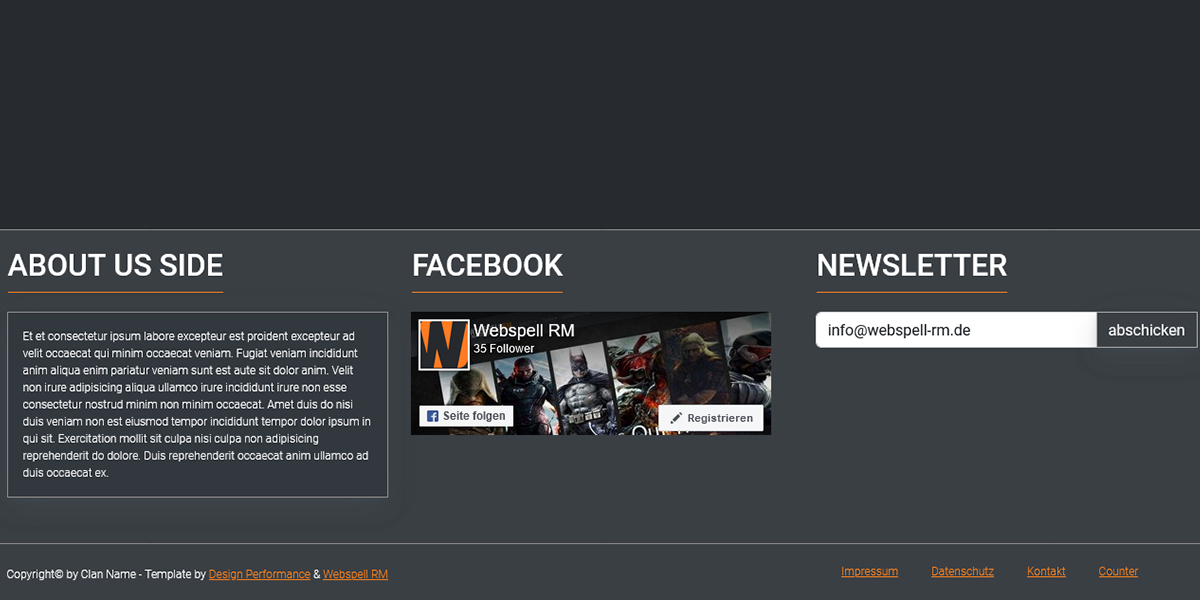 ABOUT US SIDE
Et et consectetur ipsum labore excepteur est proident excepteur ad
velit occaecat qui minim occaecat veniam. Fugiat veniam incididunt
anim aliqua enim pariatur veniam sunt est aute sit dolor anim. Velit
non irure adipisicing aliqua ullamco irure incididunt irure non esse
consectetur nostrud minim non minim occaecat. Amet duis do nisi
duis veniam non est eiusmod tempor incididunt tempor dolor ipsum in
qui sit. Exercitation mollit sit culpa nisi culpa non adipisicing
reprehenderit do dolore. Duis reprehenderit occaecat anim ullamco ad
duis occaecat ex.
FACEBOOK
W
Webspell RM
35 Follower
Seite folgen
Registrieren
NEWSLETTER
info@webspell-rm.de
abschicken
Copyright© by Clan Name - Template by Design Performance & Webspell RM
Impressum
Datenschutz
Kontakt
Counter